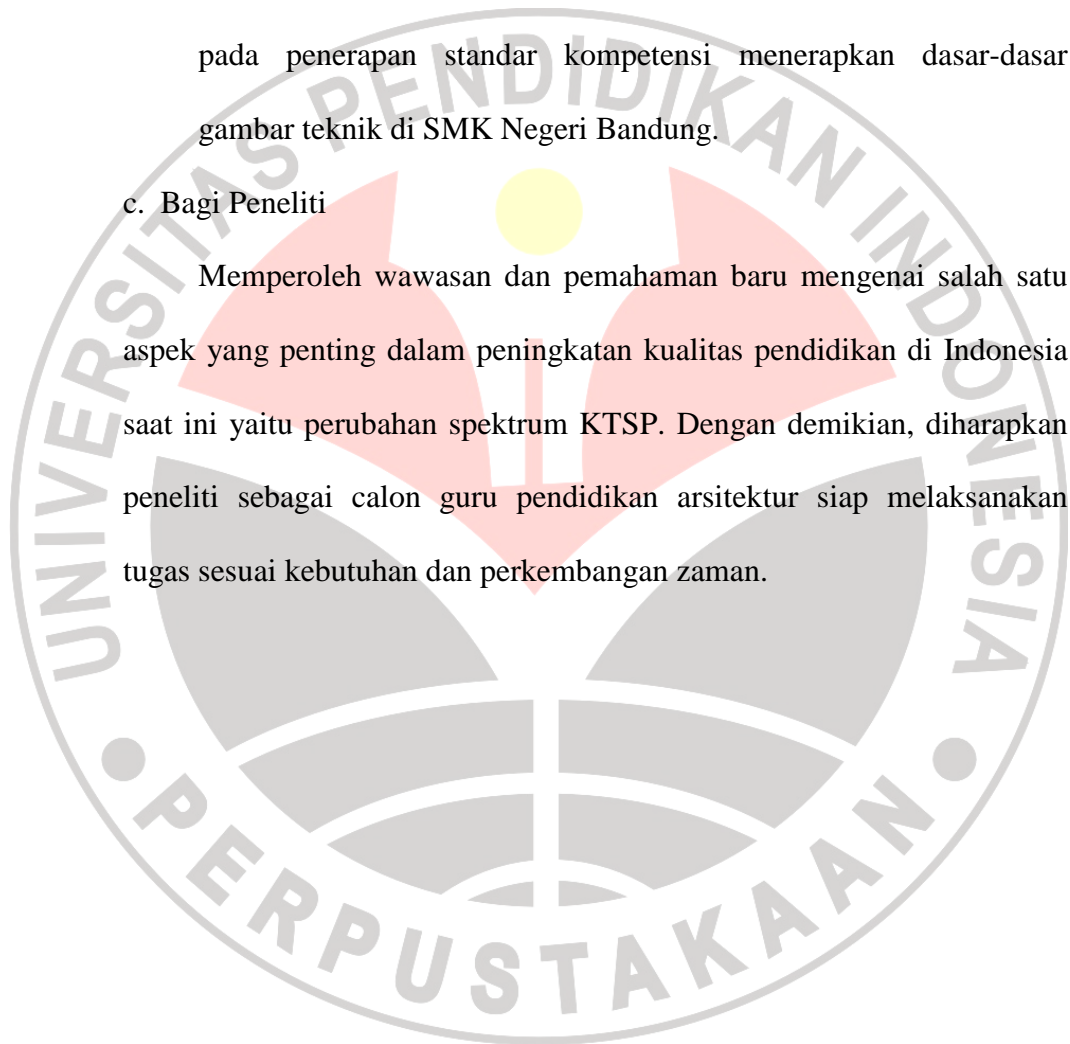 pada penerapan standar kompetensi menerapkan dasar-dasar
gambar teknik di SMK Negeri Bandung.
c. Bagi Peneliti
Memperoleh wawasan dan pemahaman baru mengenai salah satu
aspek yang penting dalam peningkatan kualitas pendidikan di Indonesia
saat ini yaitu perubahan spektrum KTSP. Dengan demikian, diharapkan
peneliti sebagai calon guru pendidikan arsitektur siap melaksanakan
tugas sesuai kebutuhan dan perkembangan zaman.
UNIVERSITAS PENDIDIKAN INDONESIA
PERPUSTAKAAN